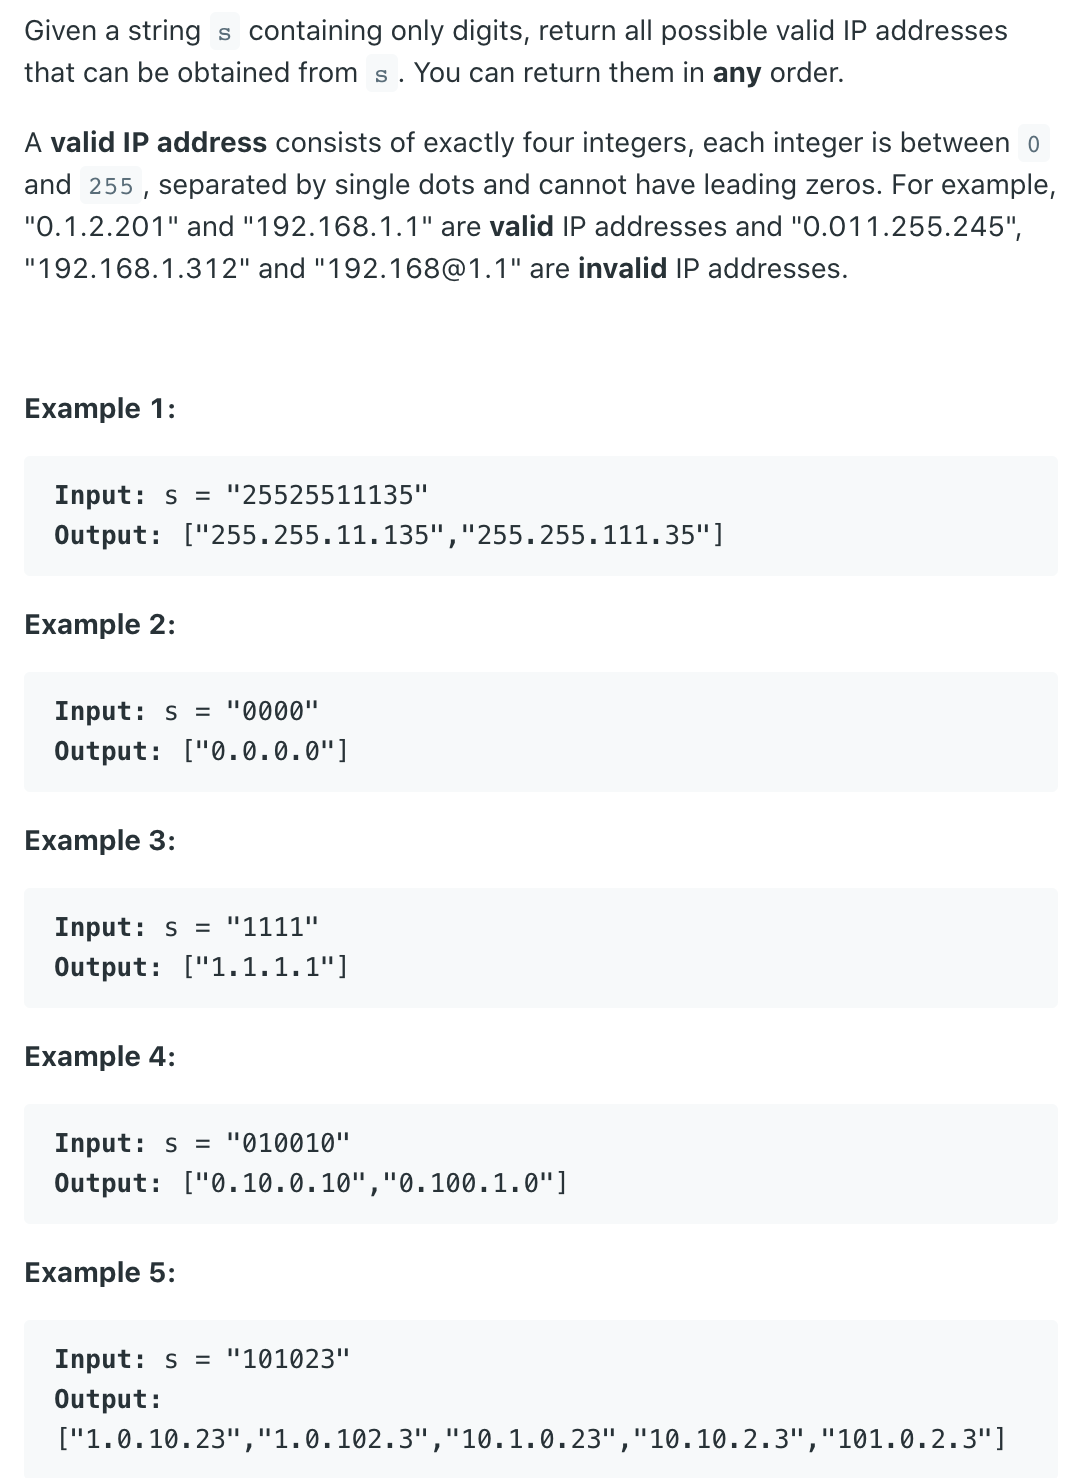 Given a string s containing only digits, return all possible valid IP addresses
that can be obtained from s. You can return them in any order.
A valid IP address consists of exactly four integers, each integer is between 0
and 255, separated by single dots and cannot have leading zeros. For example,
"0.1.2.201" and "192.168.1.1" are valid IP addresses and "0.011.255.245",
"192.168.1.312" and "192.168@1.1" are invalid IP addresses.
Example 1:
Input: s = "25525511135"
Output: ["255.255.11.135","255.255.111.35"]
Example 2:
Input: s = "0000"
Output: ["0.0.0.0"]
Example 3:
Input: s = "1111"
Output: ["1.1.1.1"]
Example 4:
Input: s = "010010"
Output: ["0.10.0.10","0.100.1.0"]
Example 5:
Input: s = "101023"
Output:
["1.0.10.23","1.0.102.3","10.1.0.23","10.10.2.3","101.0.2.3"]